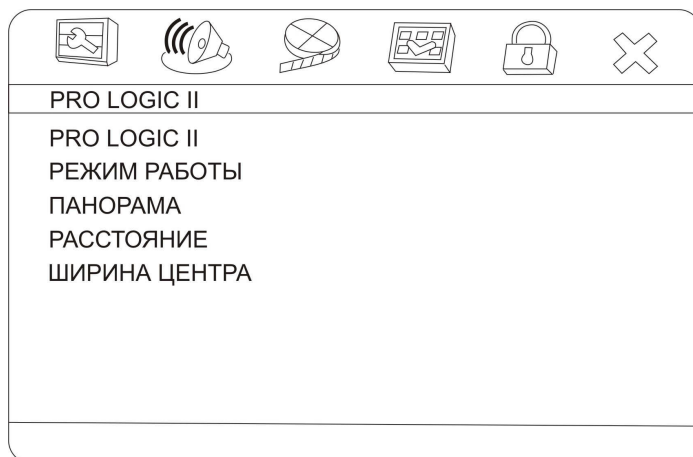 PRO LOGIC II
PRO LOGIC II
РЕЖИМ РАБОТЫ
ПАНОРАМА
РАССТОЯНИЕ
ШИРИНА ЦЕНТРА